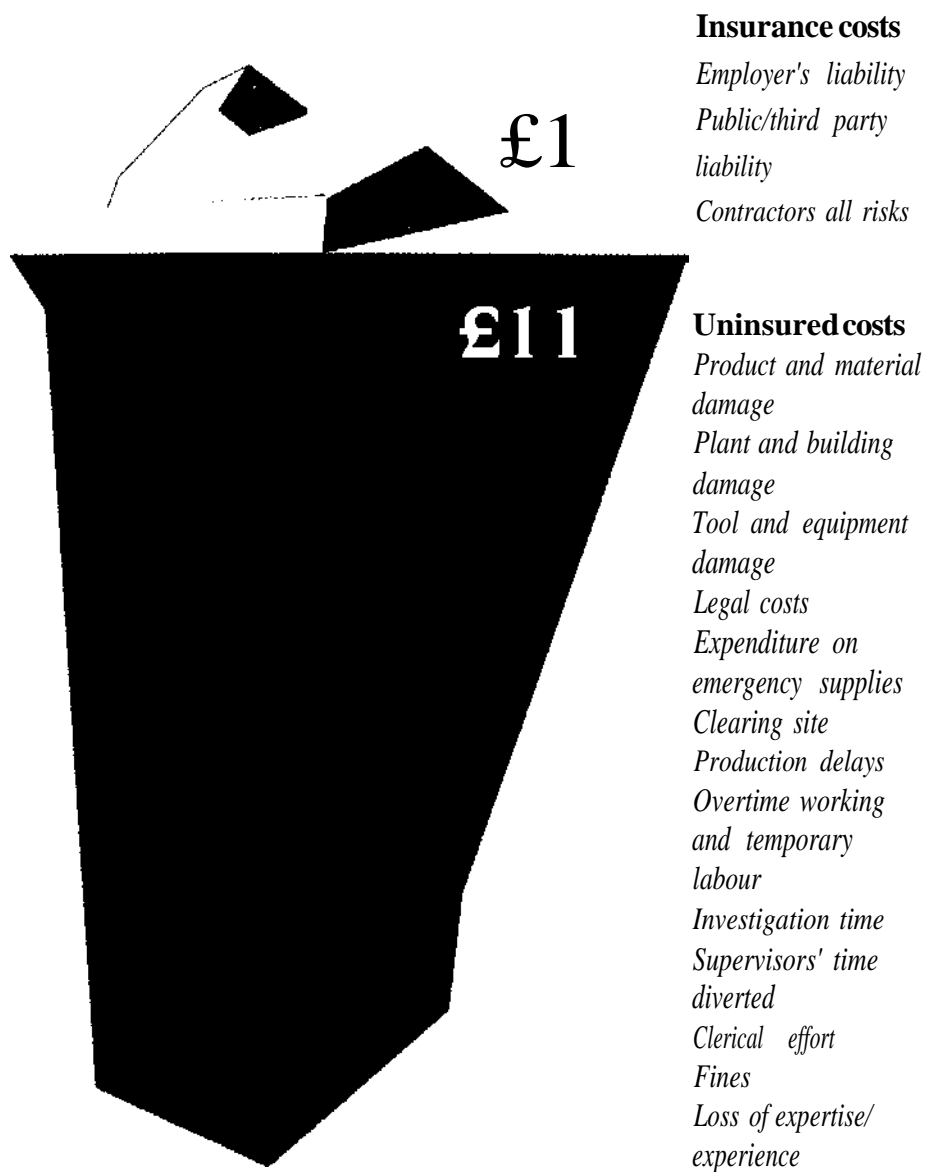 Insurance costs
Employer's liability
Public/third party
liability
Contractors all risks
£1
£11
Uninsured costs
Product and material
damage
Plant and building
damage
Tool and equipment
damage
Legal costs
Expenditure on
emergency supplies
Clearing site
Production delays
Overtime working
and temporary
labour
Investigation time
Supervisors' time
diverted
Clerical effort
Fines
Loss of expertise/
experience